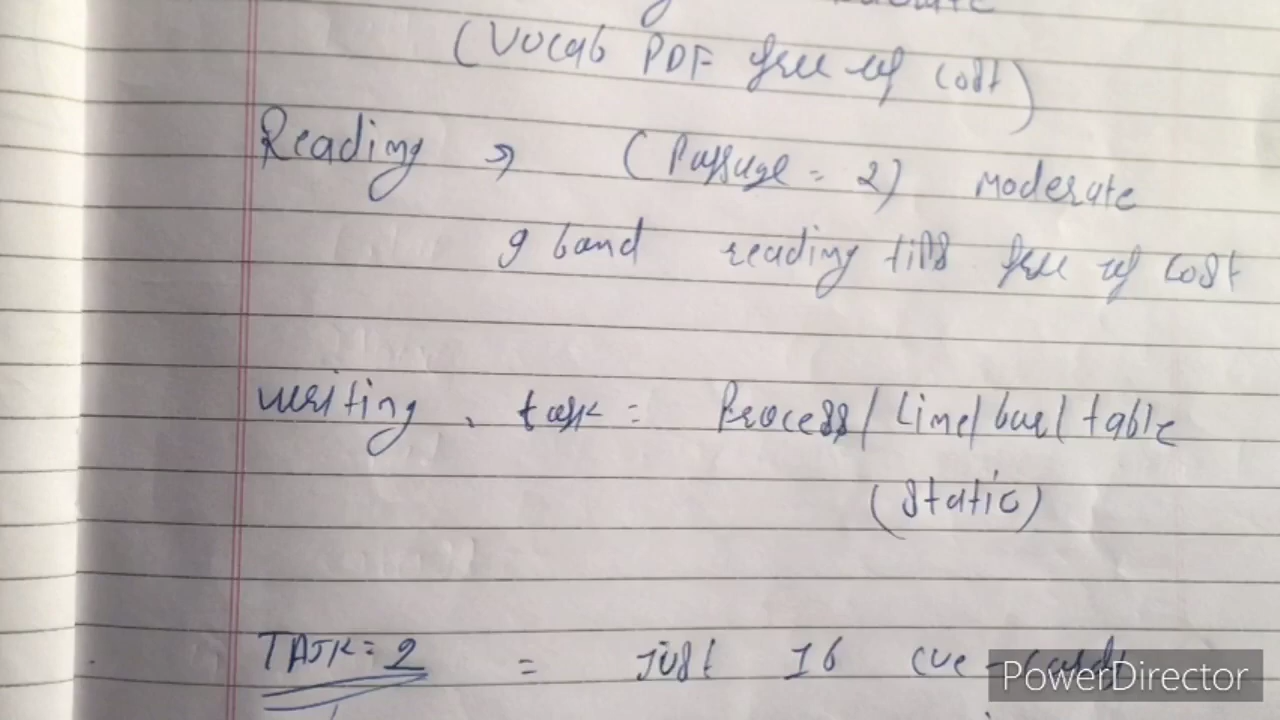 (Vocab PDF free of cost)
Reading → (Passage = 2) Moderate
9 band reading tips free of cost
writing, task = Process/Line/bar/table
(static)
TASK = 2 = Just 16 cue-cards
PowerDirector